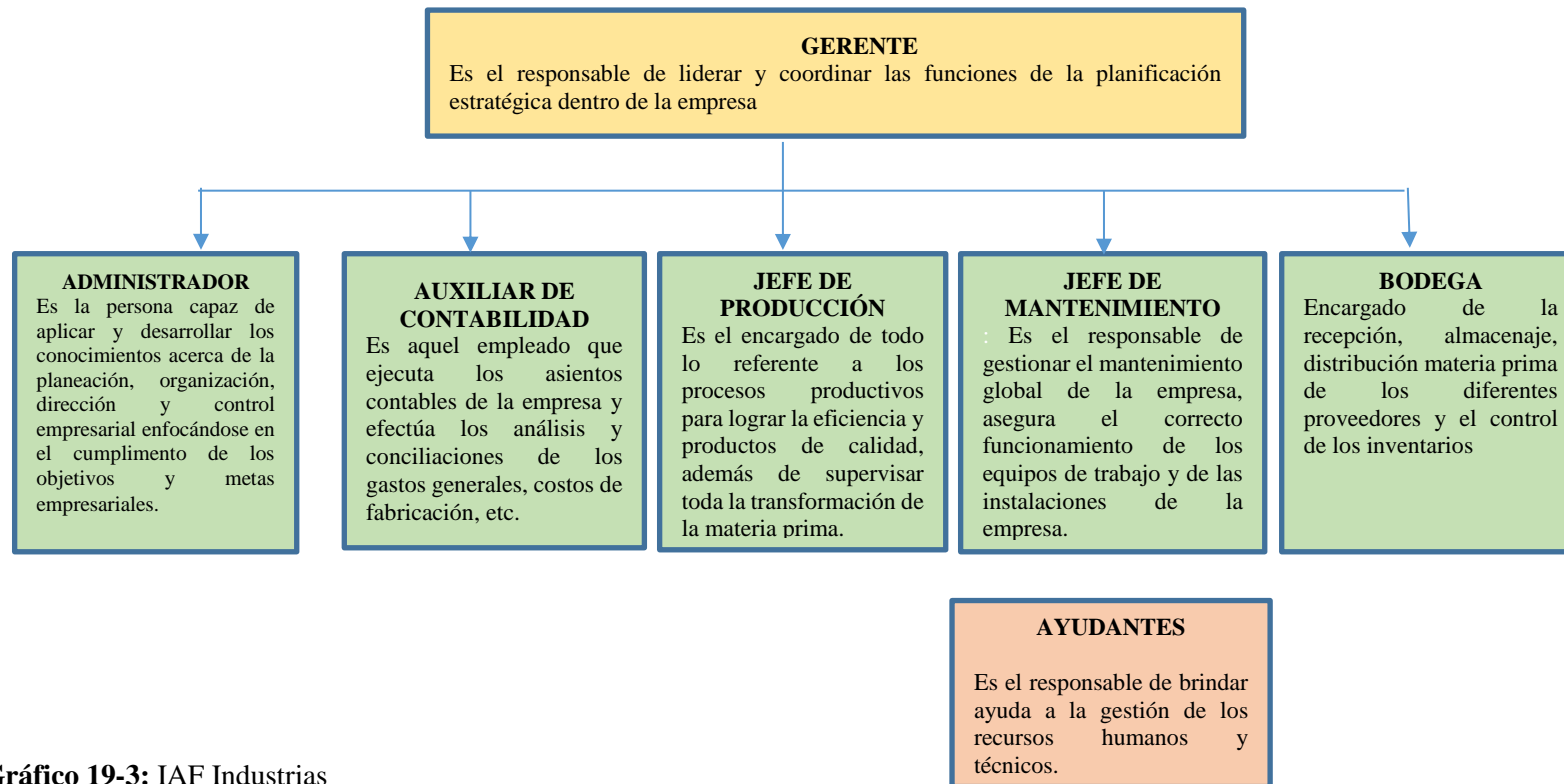 GERENTE
Es el responsable de liderar y coordinar las funciones de la planificación
estratégica dentro de la empresa
ADMINISTRADOR
Es la persona capaz de
aplicar y desarrollar los
conocimientos acerca de la
planeación, organización,
dirección y control
empresarial enfocándose en
el cumplimento de los
objetivos y metas
empresariales.
AUXILIAR DE
CONTABILIDAD
Es aquel empleado que
ejecuta los asientos
contables de la empresa y
efectúa los análisis y
conciliaciones de los
gastos generales, costos de
fabricación, etc.
JEFE DE
PRODUCCIÓN
Es el encargado de todo
lo referente a los
procesos productivos
para lograr la eficiencia y
productos de calidad,
además de supervisar
toda la transformación de
la materia prima.
JEFE DE
MANTENIMIENTO
: Es el responsable de
gestionar el mantenimiento
global de la empresa,
asegura el correcto
funcionamiento de los
equipos de trabajo y de las
instalaciones de la
empresa.
BODEGA
Encargado de la
recepción, almacenaje,
distribución materia prima
de los diferentes
proveedores y el control
de los inventarios
AYUDANTES
Es el responsable de brindar
ayuda a la gestión de los
recursos humanos y
técnicos.
Gráfico 19-3: IAF Industrias